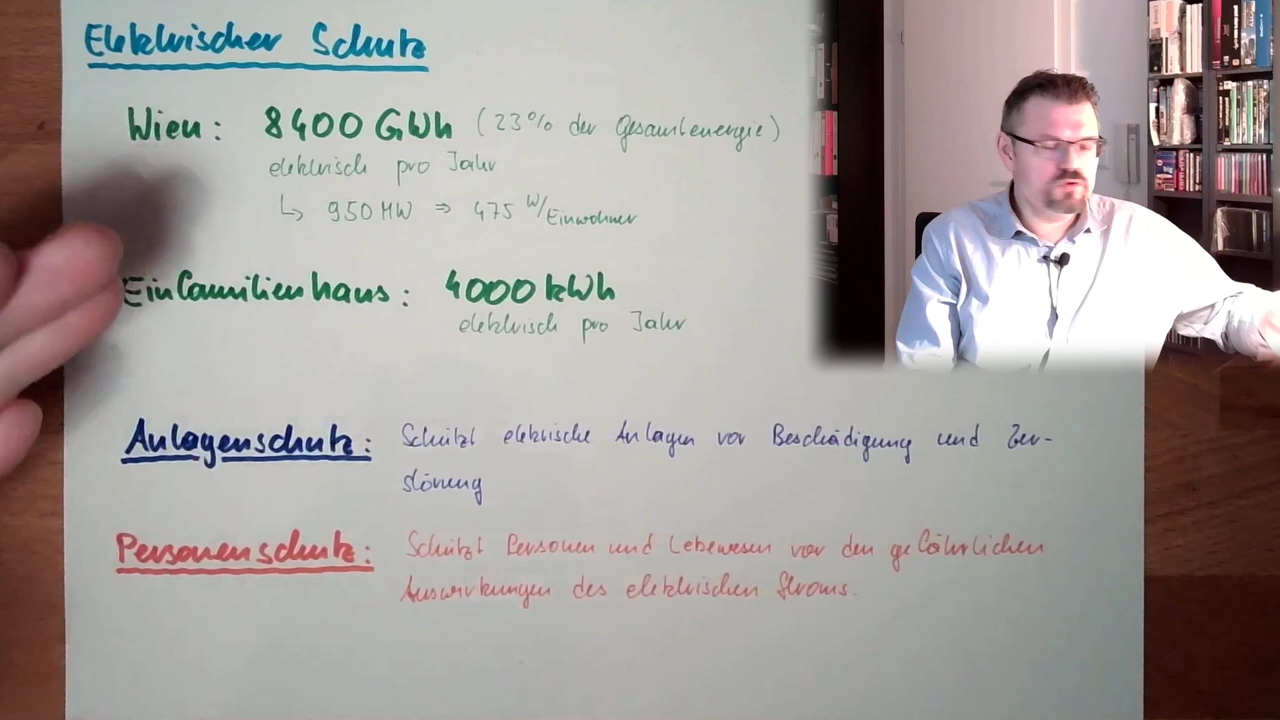 Elektrischer Schutz
Wien: 8400 GWh (23% der Gesamtenergie)
elektrisch pro Jahr
↳ 950 MW ⇒ 475 W/Einwohner
Einfamilienhaus: 4000 kWh
elektrisch pro Jahr
Anlagenschutz: Schützt elektrische Anlagen vor Beschädigung und Zer-
störung
Personenschutz: Schützt Personen und Lebewesen vor den gefährlichen
Auswirkungen des elektrischen Stroms.